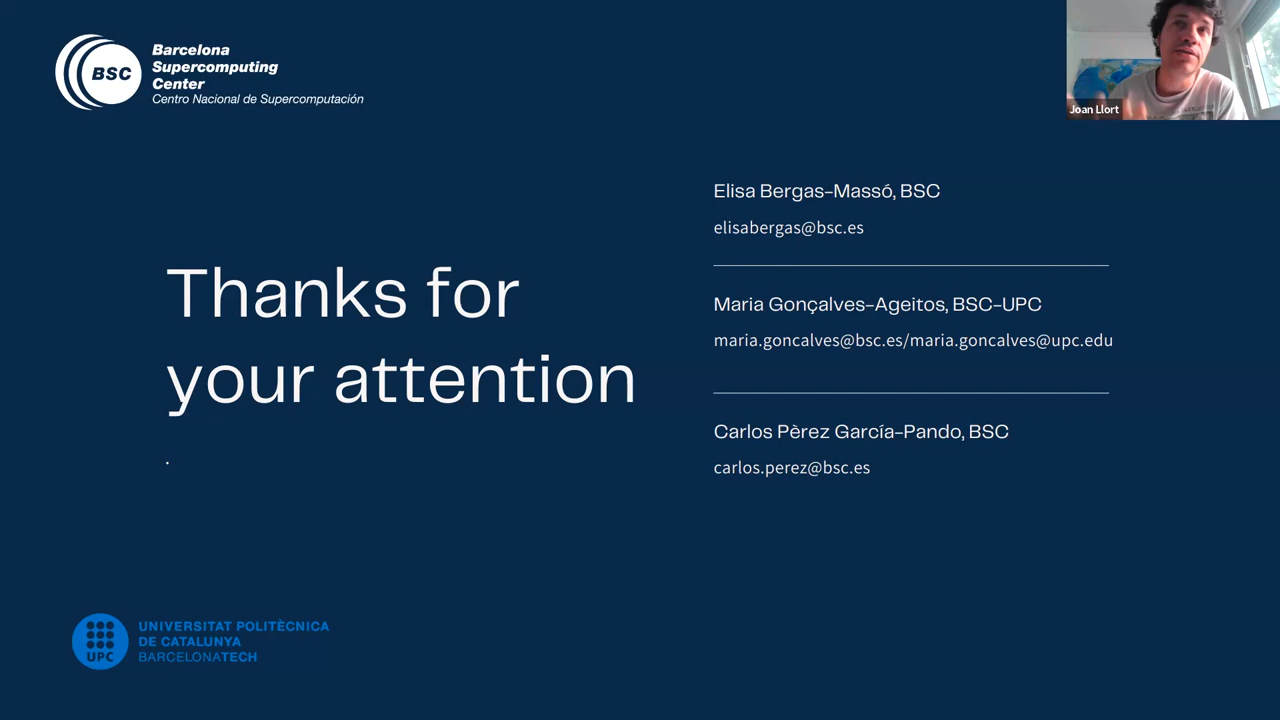 BSC
Barcelona
Supercomputing
Center
Centro Nacional de Supercomputación
Joan Llort
Thanks for
your attention
.
Elisa Bergas-Massó, BSC
elisabergas@bsc.es
Maria Gonçalves-Ageitos, BSC-UPC
maria.goncalves@bsc.es/maria.goncalves@upc.edu
Carlos Pèrez García-Pando, BSC
carlos.perez@bsc.es
UPC
UNIVERSITAT POLITÈCNICA
DE CATALUNYA
BARCELONATECH